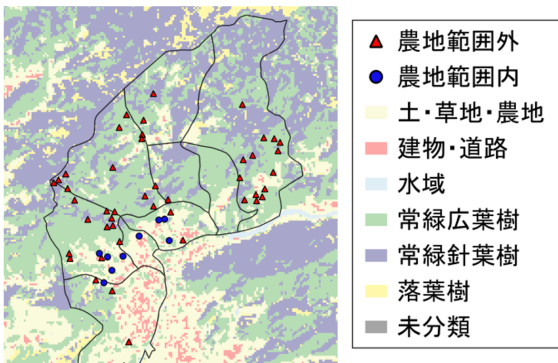 農地範囲外
農地範囲内
土・草地・農地
建物・道路
水域
常緑広葉樹
常緑針葉樹
落葉樹
未分類